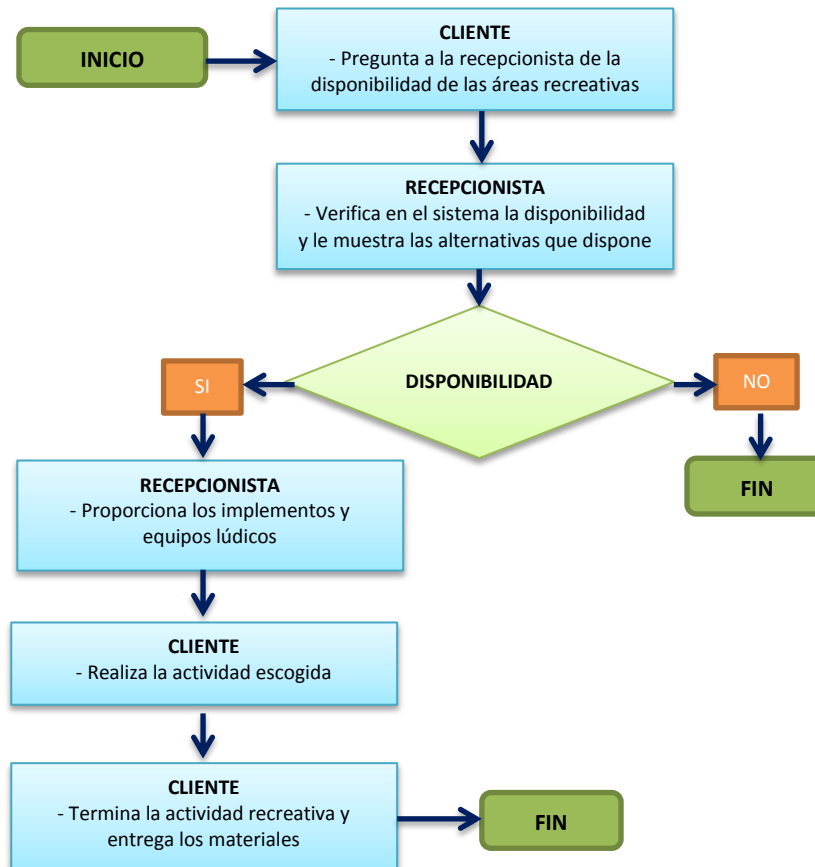 INICIO
CLIENTE
- Pregunta a la recepcionista de la
disponibilidad de las áreas recreativas
RECEPCIONISTA
- Verifica en el sistema la disponibilidad
y le muestra las alternativas que dispone
DISPONIBILIDAD
SI
NO
RECEPCIONISTA
- Proporciona los implementos y
equipos lúdicos
FIN
CLIENTE
- Realiza la actividad escogida
CLIENTE
- Termina la actividad recreativa y
entrega los materiales
FIN